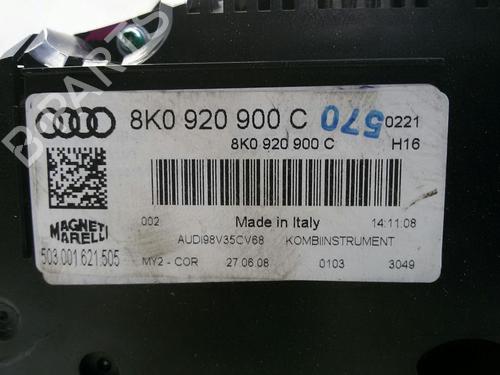 8K0 920 900 C 570 0221
8K0 920 900 C H16
002 Made in Italy 14.11.08
MAGNETI
MARELLI
AUDI98V35CV68 KOMBIINSTRUMENT
503.001.621.505
MY2 - COR 27.06.08 0103 3049
B-PARTS